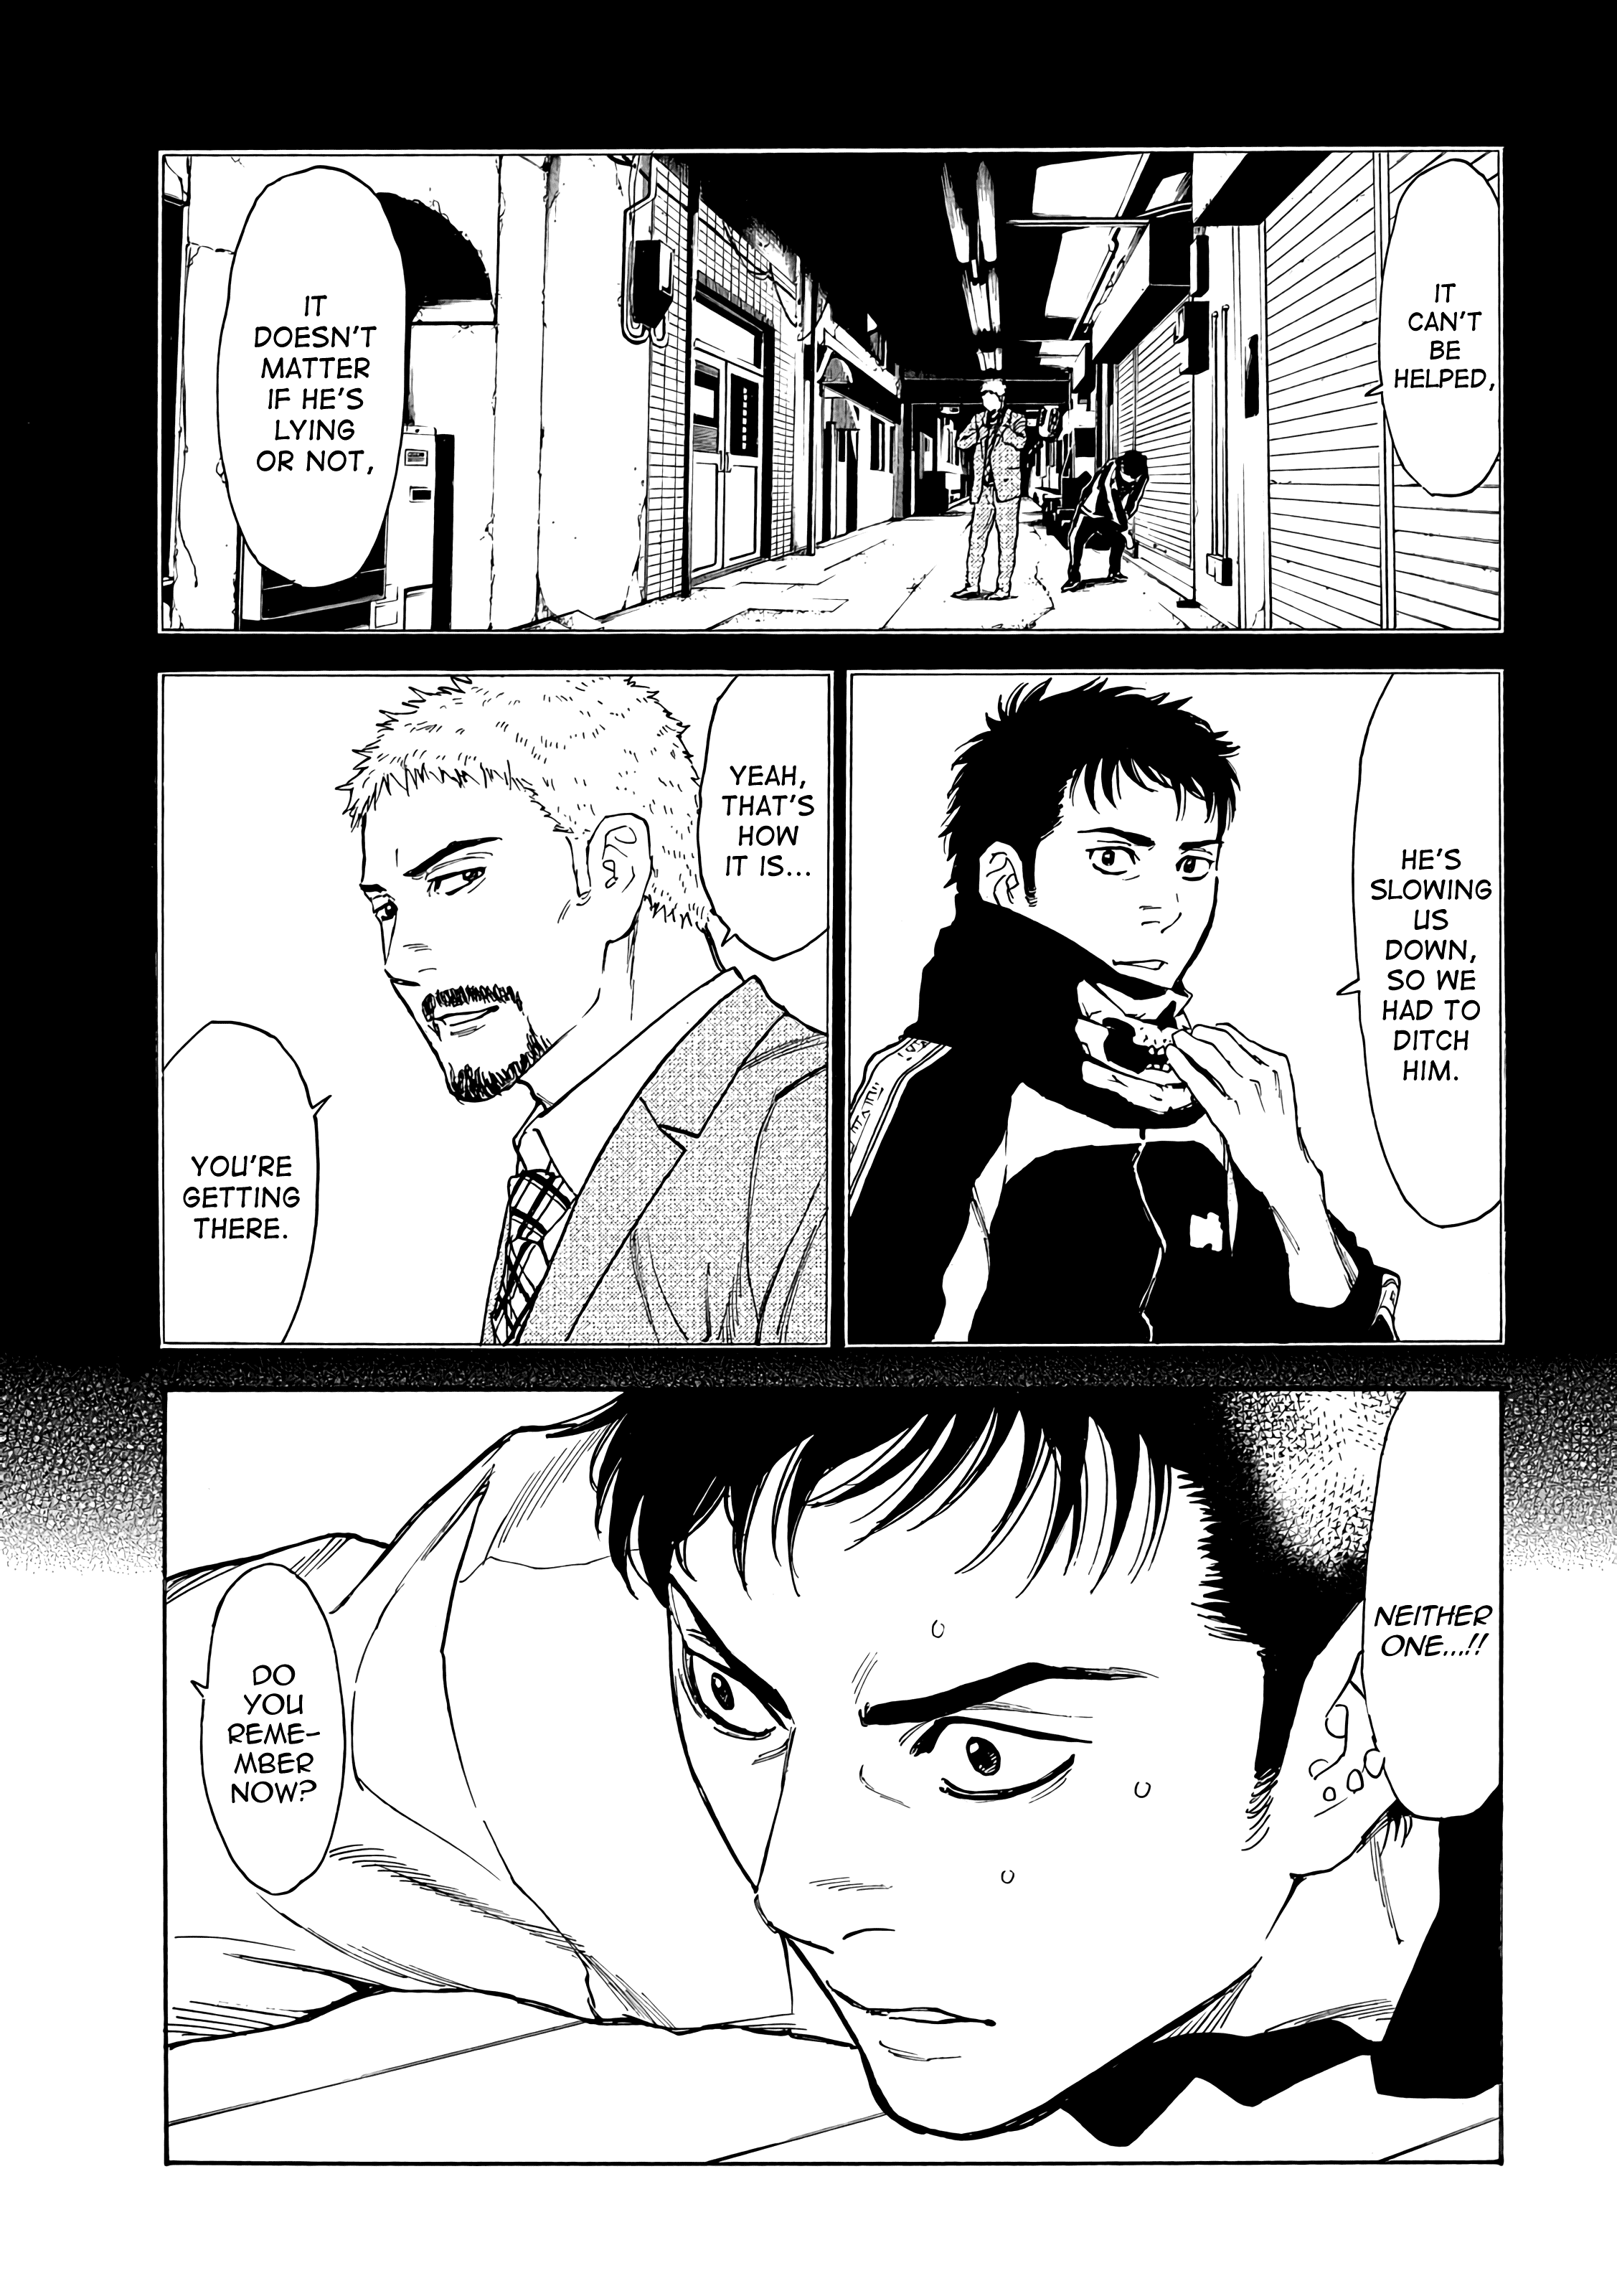 IT
CAN'T
BE
HELPED,
IT
DOESN'T
MATTER
IF HE'S
LYING
OR NOT,
HE'S
SLOWING
US
DOWN,
SO WE
HAD TO
DITCH
HIM.
YEAH,
THAT'S
HOW
IT IS...
YOU'RE
GETTING
THERE.
NEITHER
ONE...!!
DO
YOU
REME-
MBER
NOW?